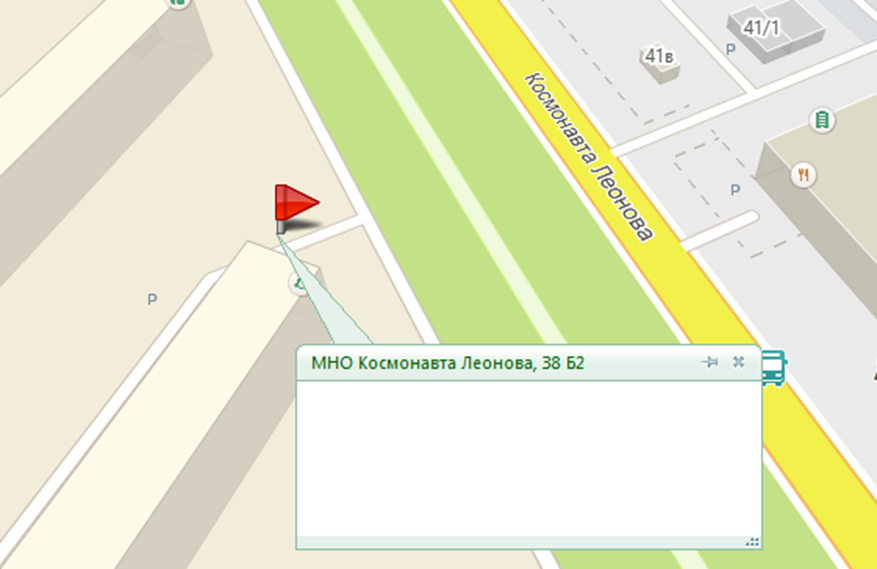 41/1
P
41в
Космонавта Леонова
P
P
МНО Космонавта Леонова, 38 Б2